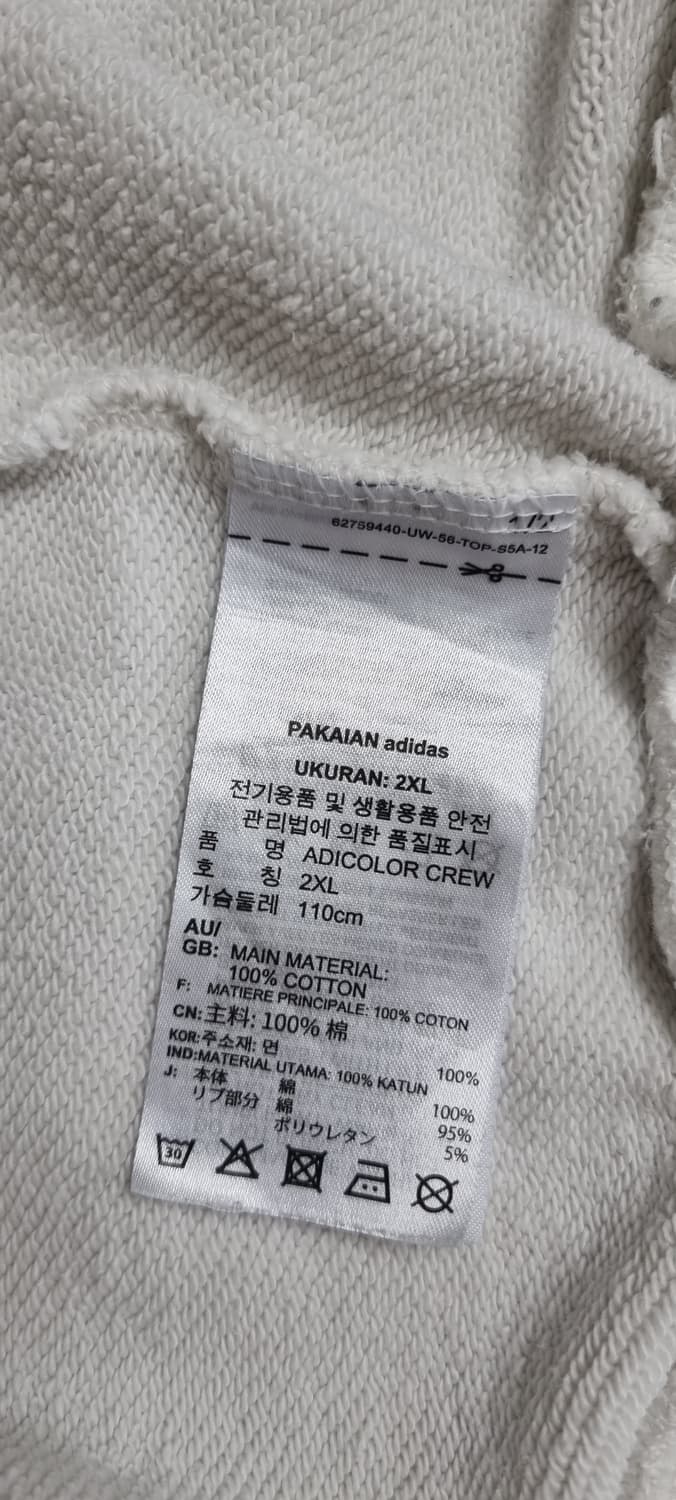 62759440-UW-56-TOP-S5A-12
PAKAIAN adidas
UKURAN: 2XL
전기용품 및 생활용품 안전
관리법에 의한 품질표시
품 명 ADICOLOR CREW
호 칭 2XL
가슴둘레 110cm
AU/
GB: MAIN MATERIAL:
100% COTTON
F: MATIERE PRINCIPALE: 100% COTON
CN:主料: 100% 棉
KOR:주소재: 면 100%
IND:MATERIAL UTAMA: 100% KATUN
J: 本体 綿 100%
リブ部分 綿 95%
ポリウレタン 5%
30